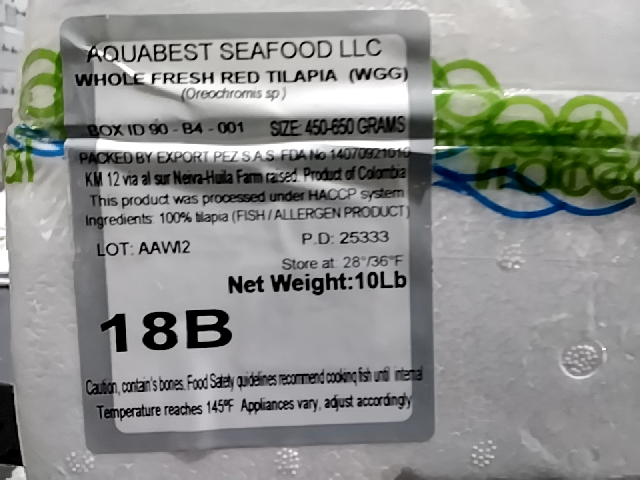 AQUABEST SEAFOOD LLC
WHOLE FRESH RED TILAPIA (WGG)
(Oreochromis sp)
BOX ID 90 - B4 - 001 SIZE: 450-650 GRAMS
PACKED BY EXPORT PEZ S.A.S. FDA No 14070921010
KM 12 via al sur Neiva-Huila Farm raised. Product of Colombia
This product was processed under HACCP system
Ingredients: 100% tilapia (FISH / ALLERGEN PRODUCT)
LOT: AAWI2 P.D: 25333
Store at: 28°/36°F
Net Weight:10Lb
18B
Caution, contain's bones. Food Safety guidelines recommend cooking fish until internal
Temperature reaches 145ºF Appliances vary, adjust accordingly